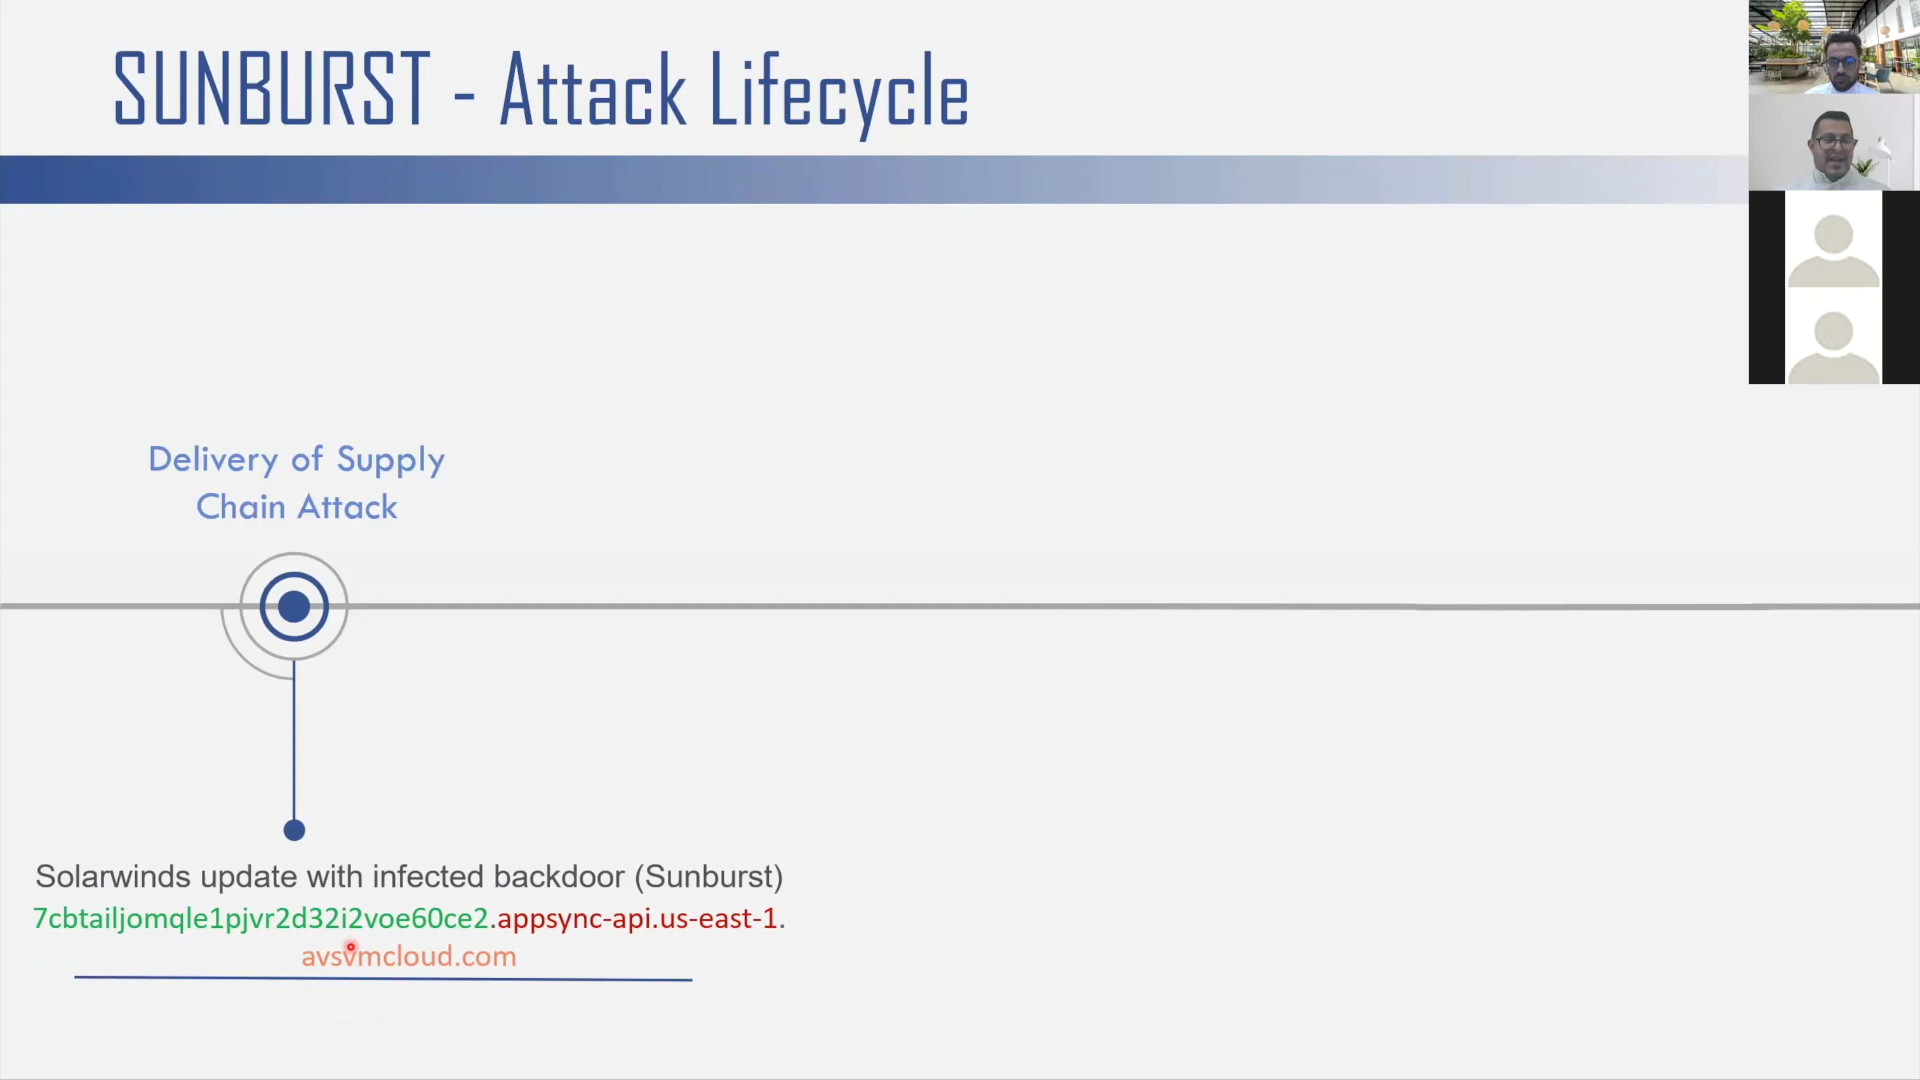 SUNBURST - Attack Lifecycle
Delivery of Supply
Chain Attack
Solarwinds update with infected backdoor (Sunburst)
7cbtailjomqle1pjvr2d32i2voe60ce2.appsync-api.us-east-1.
avsvmcloud.com